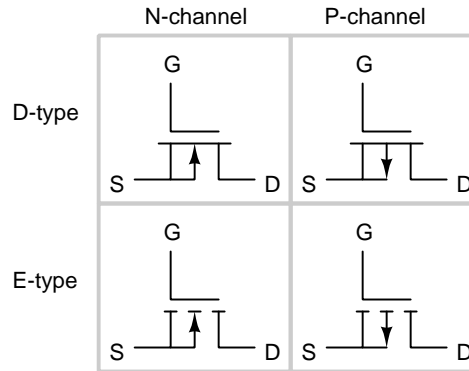 N-channel P-channel
D-type
G G
S D S D
E-type
G G
S D S D